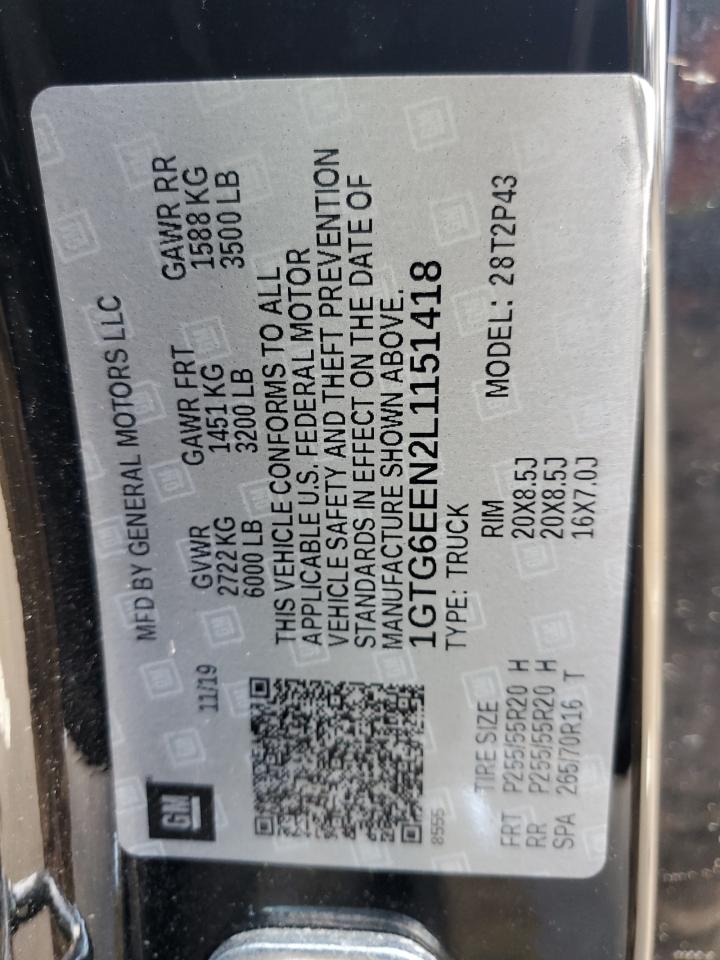 GM
MFD BY GENERAL MOTORS LLC
11/19
GVWR GAWR FRT GAWR RR
2722 KG 1451 KG 1588 KG
6000 LB 3200 LB 3500 LB
THIS VEHICLE CONFORMS TO ALL
APPLICABLE U.S. FEDERAL MOTOR
VEHICLE SAFETY AND THEFT PREVENTION
STANDARDS IN EFFECT ON THE DATE OF
MANUFACTURE SHOWN ABOVE.
1GTG6EEN2L1151418
8556
TYPE: TRUCK
MODEL: 28T2P43
TIRE SIZE RIM
FRT P255/55R20 H 20X8.5J
RR P255/55R20 H 20X8.5J
SPA 265/70R16 T 16X7.0J